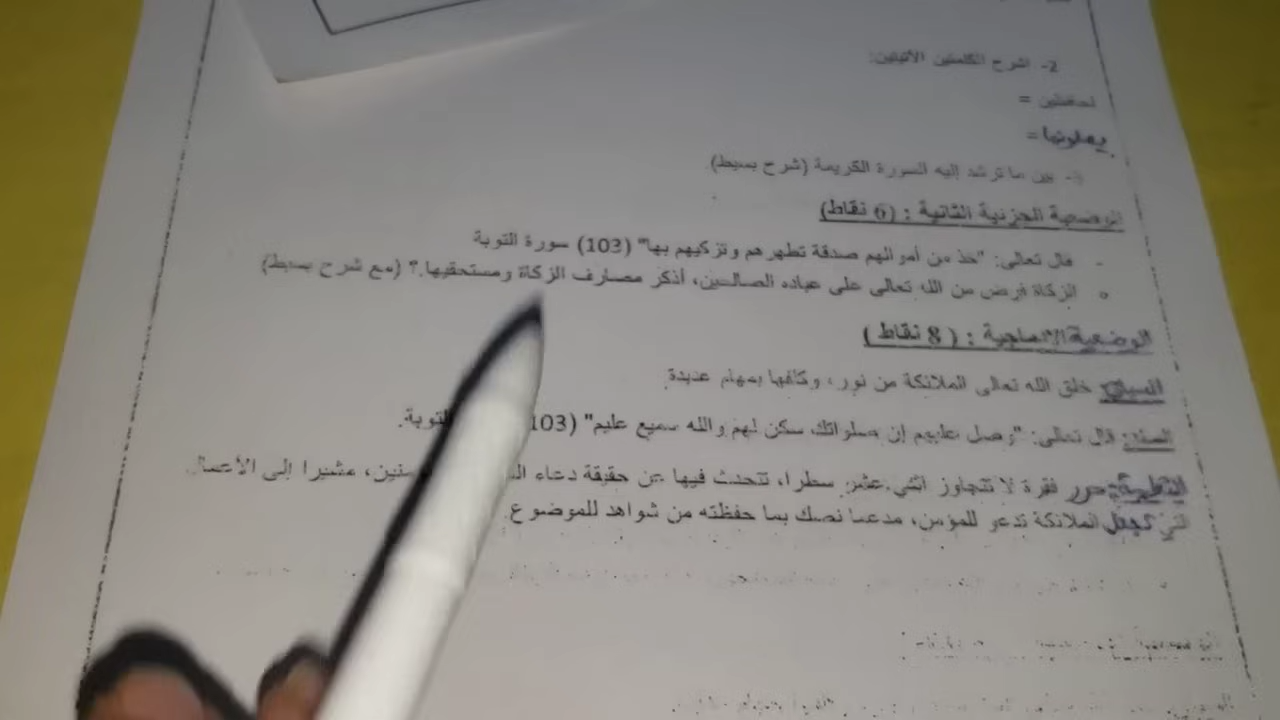 2- اشرح الكلمتين الآتيتين:
لحافظين =
يصلونها =
- بين ما ترشد إليه السورة الكريمة (شرح بسيط)
الوضعية الجزئية الثانية : (6 نقاط)
- قال تعالى: "خذ من أموالهم صدقة تطهرهم وتزكيهم بها" (103) سورة التوبة
الزكاة فرض من الله تعالى على عباده الصالحين، أذكر مصارف الزكاة ومستحقيها.؟ (مع شرح بسيط)
الوضعية الإدماجية : ( 8 نقاط )
السياق: خلق الله تعالى الملائكة من نور، وكلفها بمهام عديدة
السند: قال تعالى: "وصل عليهم إن صلواتك سكن لهم والله سميع عليم" (103) التوبة.
التعليمة: حرر فقرة لا تتجاوز اثني عشر سطرا، تتحدث فيها عن حقيقة دعاء مشيرا إلى الأعمال
التي تجعل الملائكة تدعو للمؤمن، مدعما نصك بما حفظته من شواهد للموضوع